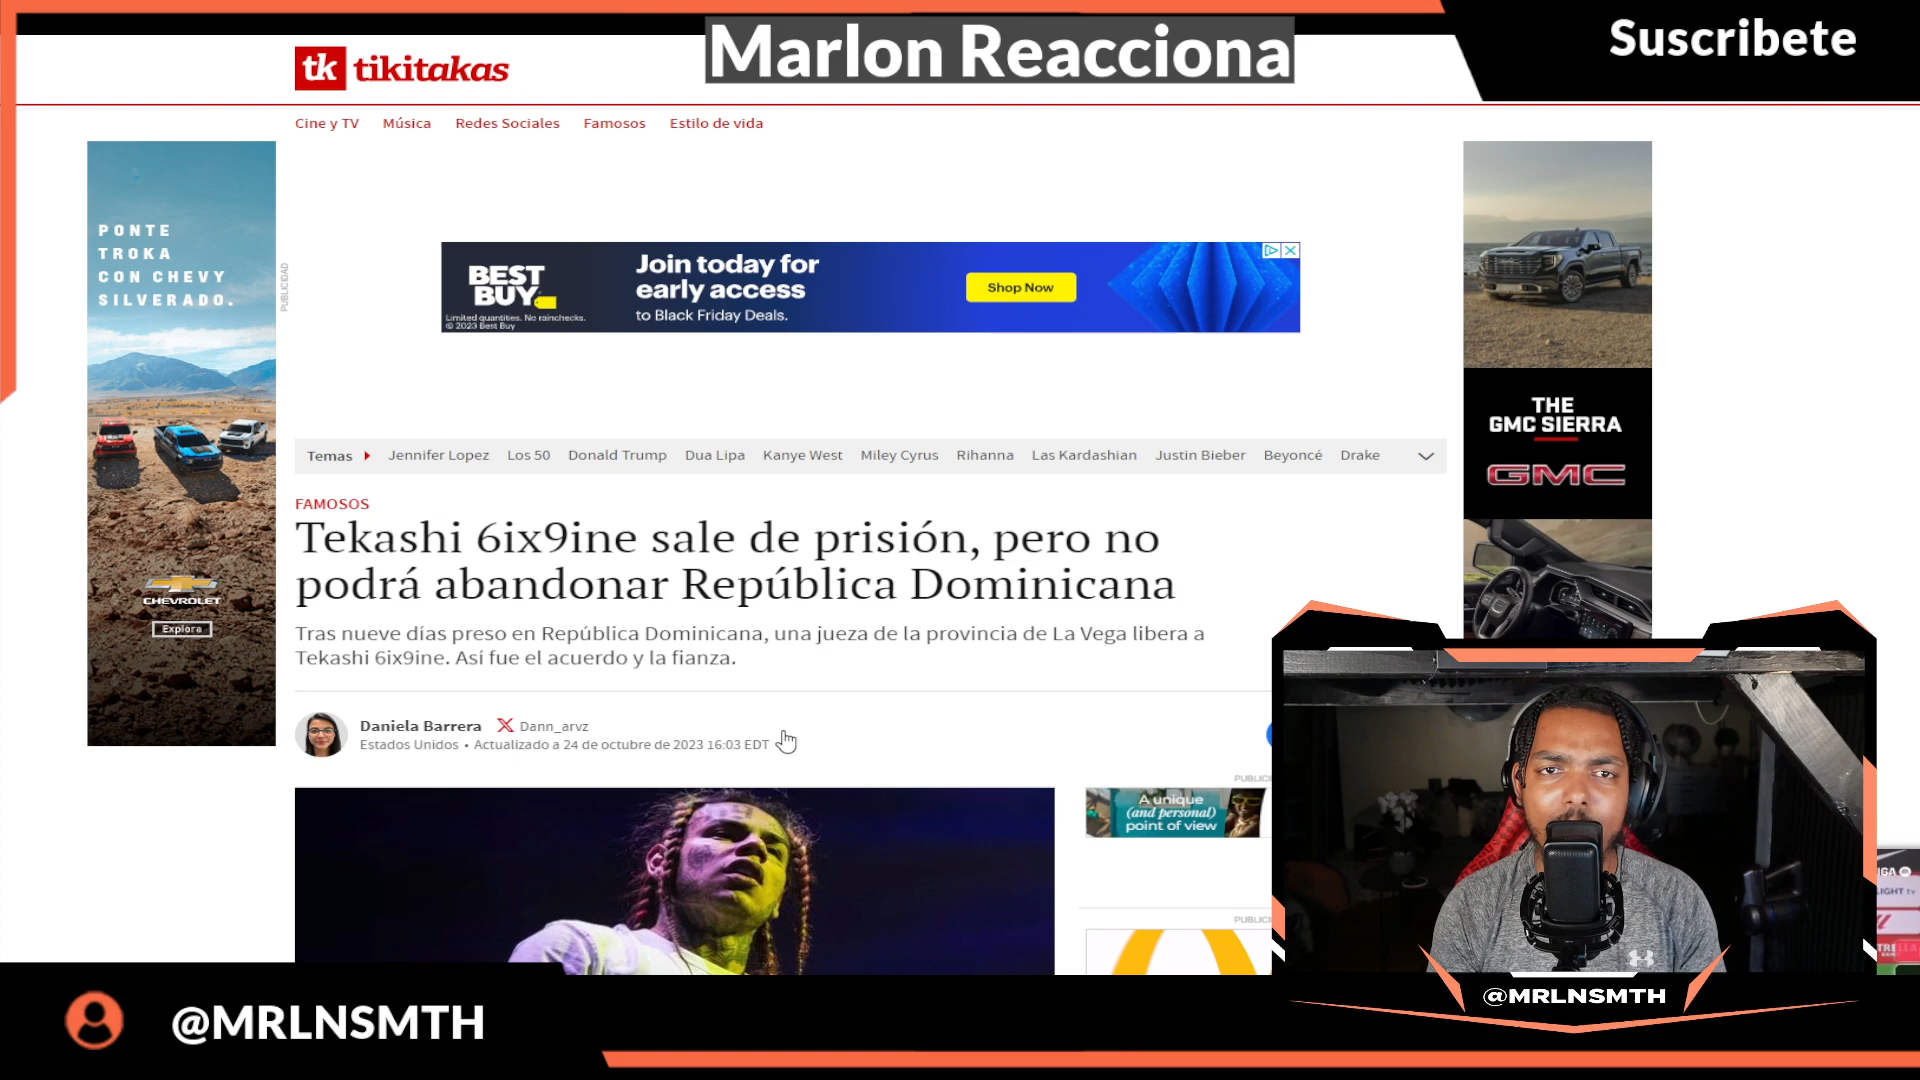 Marlon Reacciona
Suscribete
tk tikitakas
Cine y TV Música Redes Sociales Famosos Estilo de vida
PONTE
TROKA
CON CHEVY
SILVERADO.
CHEVROLET
Explora
PUBLICIDAD
BEST
BUY
Limited quantities. No rainchecks.
© 2023 Best Buy
Join today for
early access
to Black Friday Deals.
Shop Now
THE
GMC SIERRA
GMC
Temas Jennifer Lopez Los 50 Donald Trump Dua Lipa Kanye West Miley Cyrus Rihanna Las Kardashian Justin Bieber Beyoncé Drake
FAMOSOS
Tekashi 6ix9ine sale de prisión, pero no
podrá abandonar República Dominicana
Tras nueve días preso en República Dominicana, una jueza de la provincia de La Vega libera a
Tekashi 6ix9ine. Así fue el acuerdo y la fianza.
Daniela Barrera X Dann_arvz
Estados Unidos • Actualizado a 24 de octubre de 2023 16:03 EDT
PUBLIC
A unique
(and personal)
point of view
PUBLIC
@MRLNSMTH
@MRLNSMTH